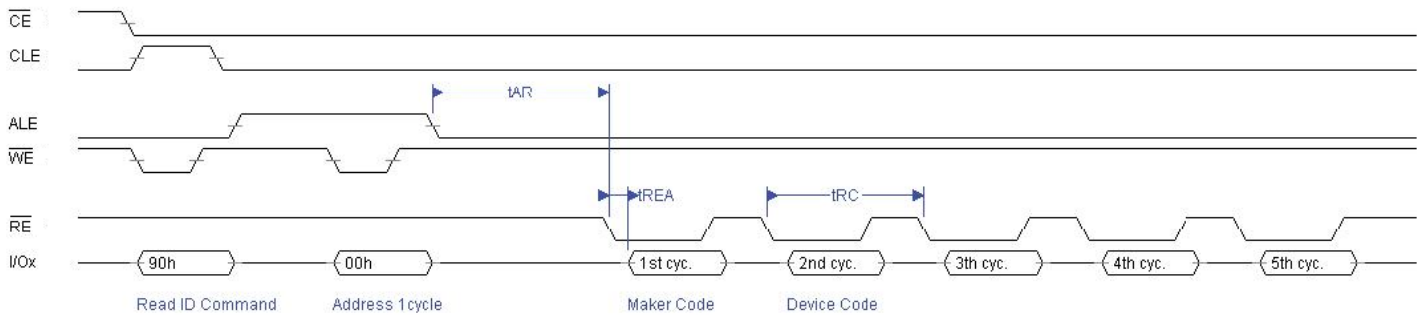 CE
CLE
tAR
ALE
WE
tREA
tRC
RE
I/Ox 90h 00h 1st cyc. 2nd cyc. 3th cyc. 4th cyc. 5th cyc.
Read ID Command Address 1cycle Maker Code Device Code